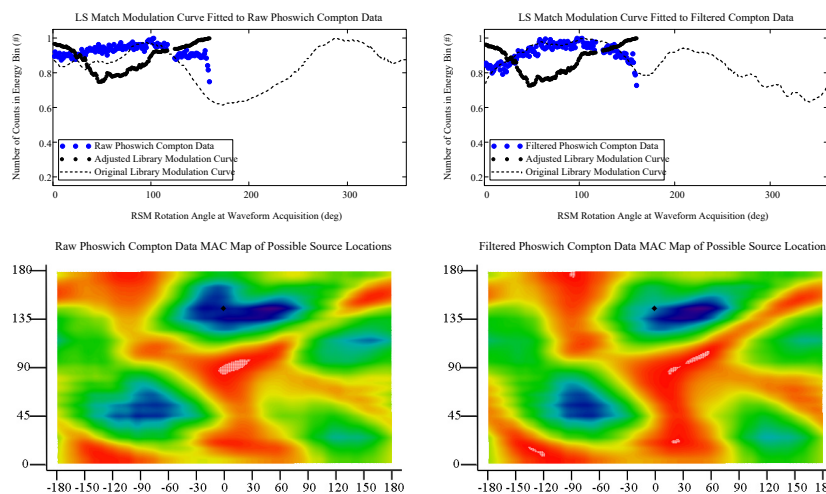 LS Match Modulation Curve Fitted to Raw Phoswich Compton Data
Number of Counts in Energy Bin (#)
1
0.8
0.6
0.4
0.2
Raw Phoswich Compton Data
Adjusted Library Modulation Curve
Original Library Modulation Curve
0 100 200 300
RSM Rotation Angle at Waveform Acquisition (deg)
LS Match Modulation Curve Fitted to Filtered Compton Data
Number of Counts in Energy Bin (#)
1
0.8
0.6
0.4
0.2
Filtered Phoswich Compton Data
Adjusted Library Modulation Curve
Original Library Modulation Curve
0 100 200 300
RSM Rotation Angle at Waveform Acquisition (deg)
Raw Phoswich Compton Data MAC Map of Possible Source Locations
180
135
90
45
0
-180 -150 -120 -90 -60 -30 0 30 60 90 120 150 180
Filtered Phoswich Compton Data MAC Map of Possible Source Location
180
135
90
45
0
-180 -150 -120 -90 -60 -30 0 30 60 90 120 150 180